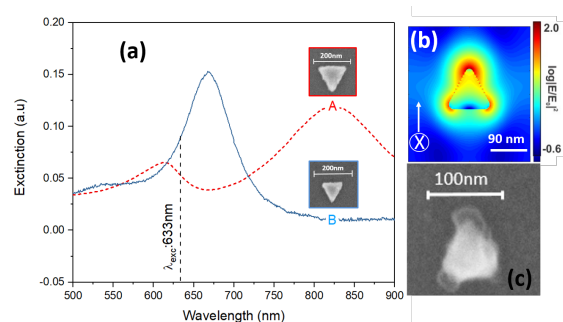 (a)
Exctinction (a.u)
0.20
0.15
0.10
0.05
0.00
-0.05
500
550
600
650
700
750
800
850
900
Wavelength (nm)
λexc:633nm
200nm
A
200nm
B
(b)
X
90 nm
2.0
log|E/E₀|²
-0.6
100nm
(c)